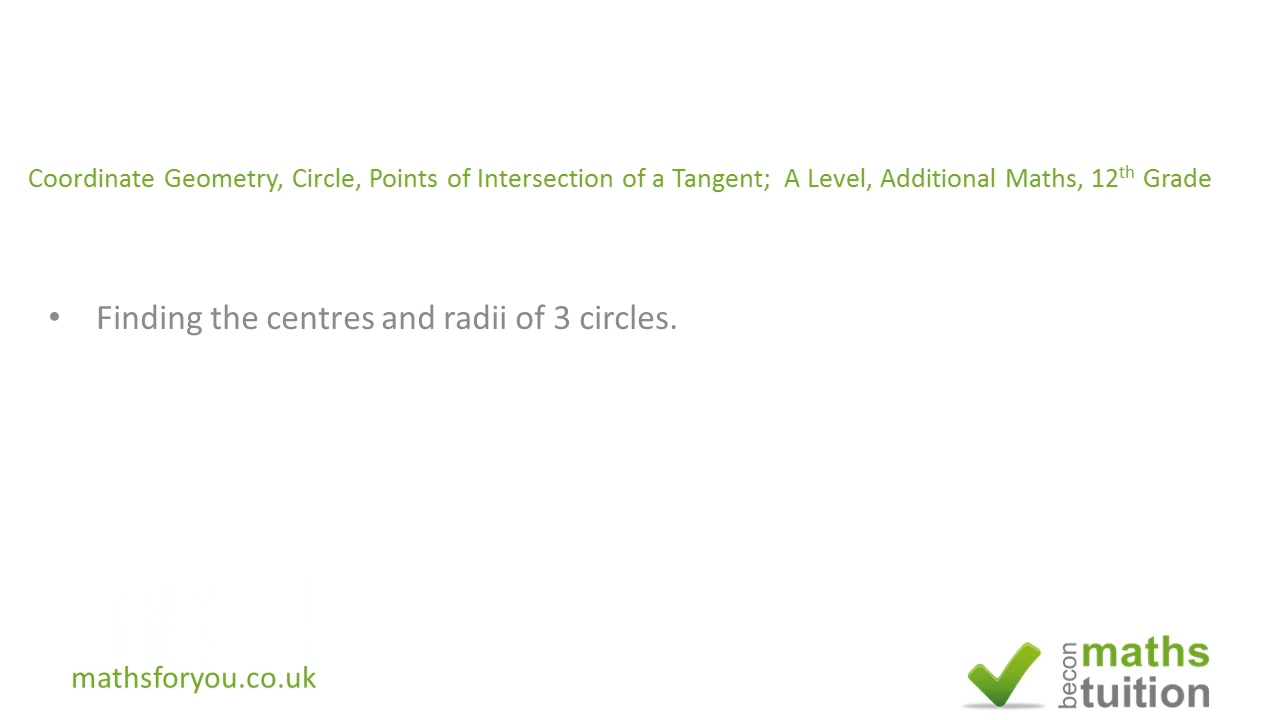 Coordinate Geometry, Circle, Points of Intersection of a Tangent; A Level, Additional Maths, 12th Grade
• Finding the centres and radii of 3 circles.
mathsforyou.co.uk
becon
maths
tuition